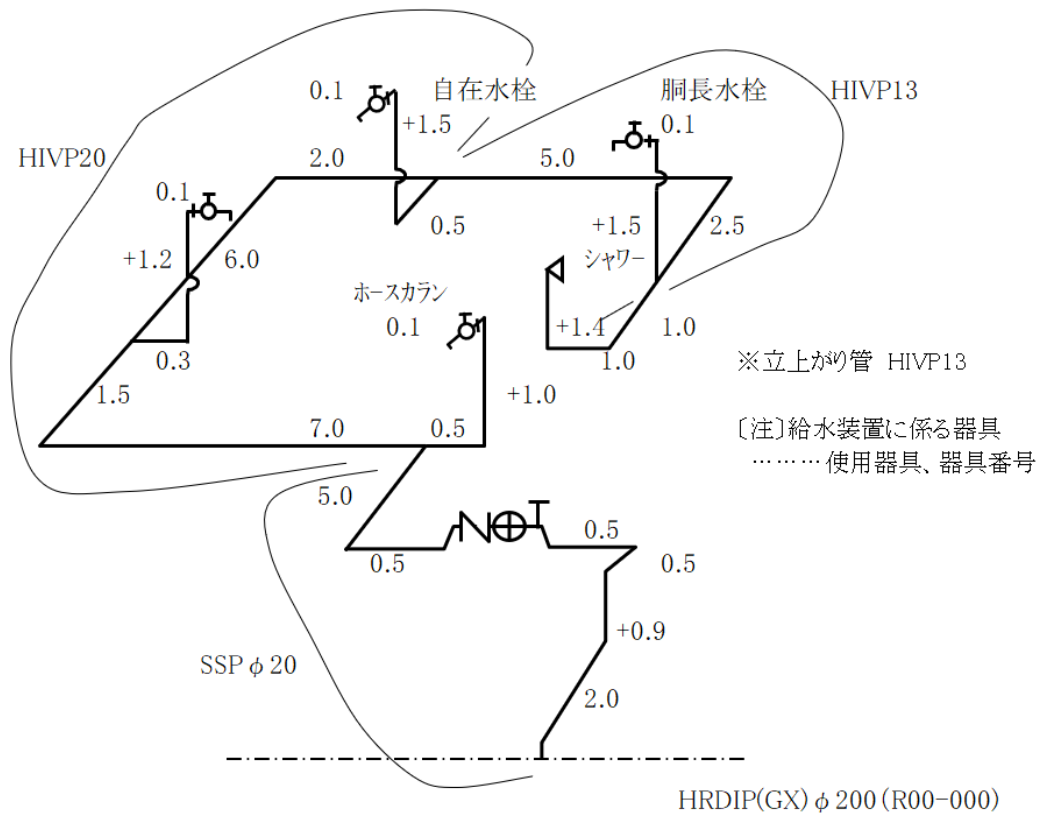 0.1
自在水栓
胴長水栓
HIVP13
+1.5
0.1
HIVP20
2.0
5.0
0.1
0.5
+1.5
2.5
+1.2
6.0
シャワー
ホースカラン
0.1
+1.4
1.0
0.3
1.0
※立上がり管 HIVP13
1.5
+1.0
7.0
0.5
〔注〕給水装置に係る器具
………使用器具、器具番号
5.0
0.5
0.5
0.5
+0.9
SSPφ20
2.0
HRDIP(GX)φ200(R00-000)